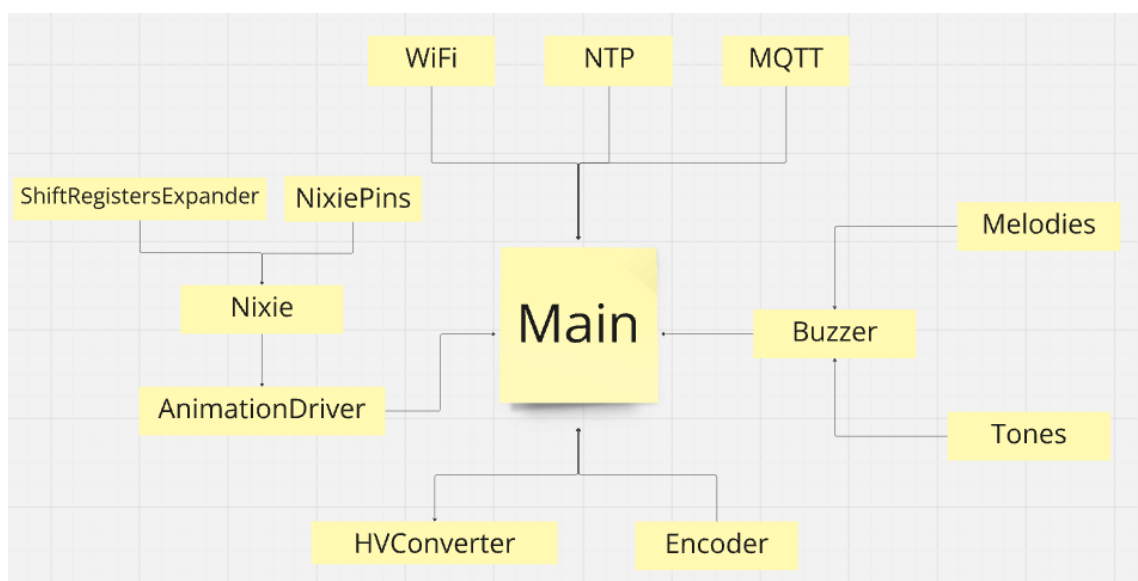 WiFi
NTP
MQTT
ShiftRegistersExpander
NixiePins
Melodies
Nixie
Main
Buzzer
AnimationDriver
Tones
HVConverter
Encoder